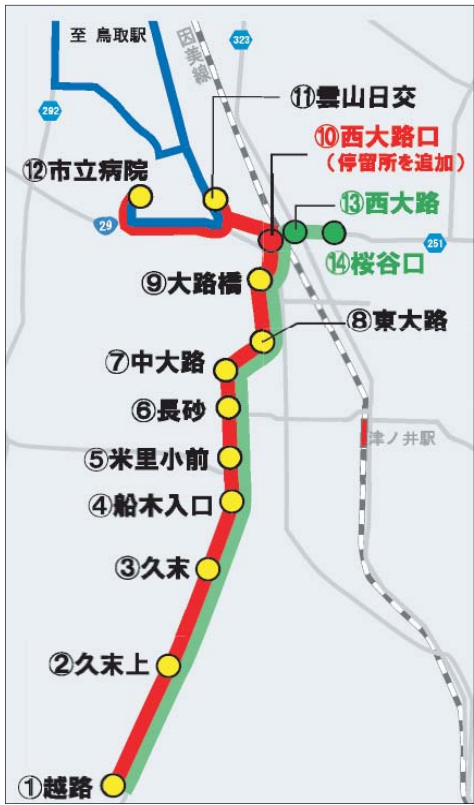 至 鳥取駅
因美線
323
292
⑪雲山日交
⑩西大路口
(停留所を追加)
⑫市立病院
⑬西大路
29
251
⑭桜谷口
⑨大路橋
⑧東大路
⑦中大路
⑥長砂
津ノ井駅
⑤米里小前
④船木入口
③久末
②久末上
①越路